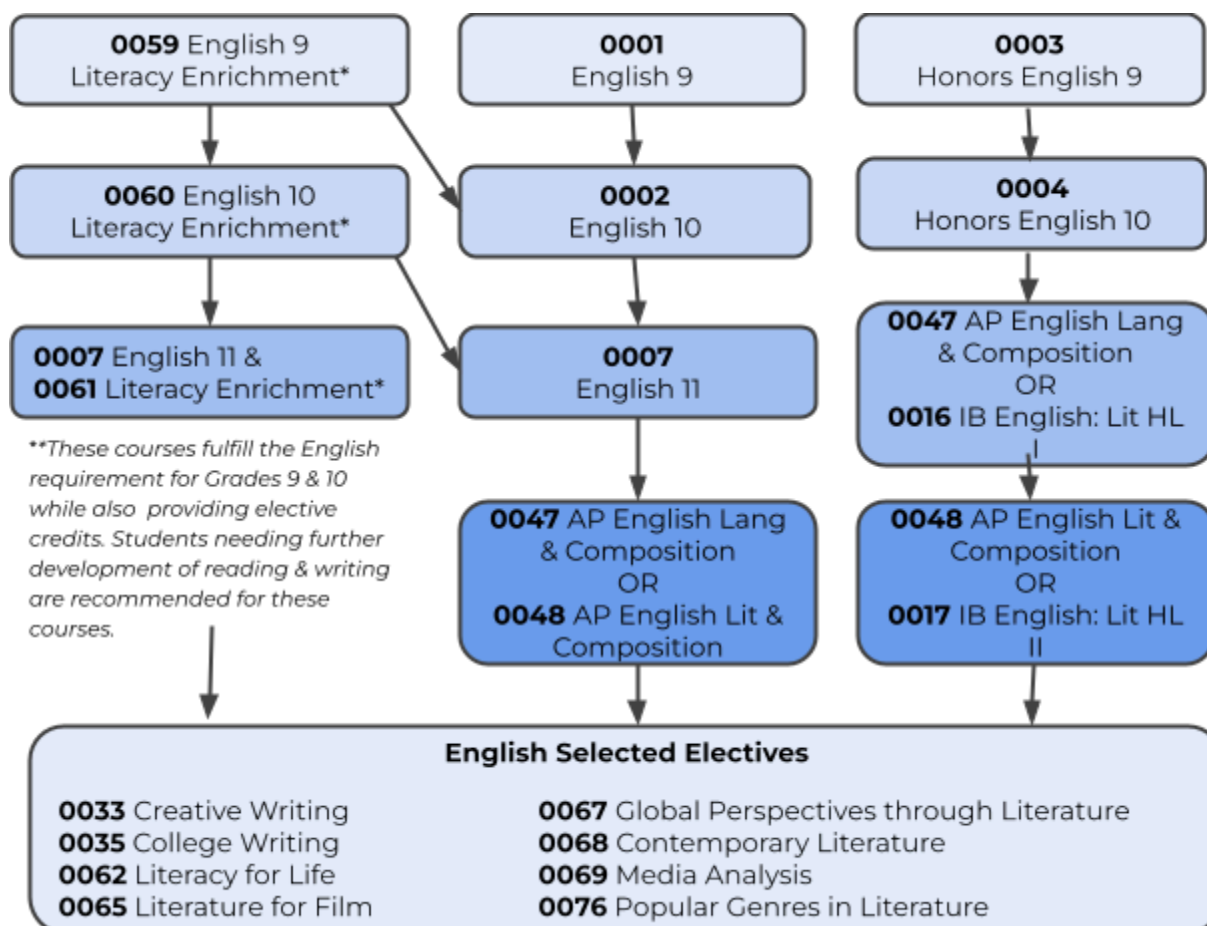 0059 English 9
Literacy Enrichment*
0001
English 9
0003
Honors English 9
0060 English 10
Literacy Enrichment*
0002
English 10
0004
Honors English 10
0007 English 11 &
0061 Literacy Enrichment*
0007
English 11
0047 AP English Lang
& Composition
OR
0016 IB English: Lit HL
I
**These courses fulfill the English
requirement for Grades 9 & 10
while also providing elective
credits. Students needing further
development of reading & writing
are recommended for these
courses.
0047 AP English Lang
& Composition
OR
0048 AP English Lit &
Composition
0048 AP English Lit &
Composition
OR
0017 IB English: Lit HL
II
English Selected Electives
0033 Creative Writing
0035 College Writing
0062 Literacy for Life
0065 Literature for Film
0067 Global Perspectives through Literature
0068 Contemporary Literature
0069 Media Analysis
0076 Popular Genres in Literature